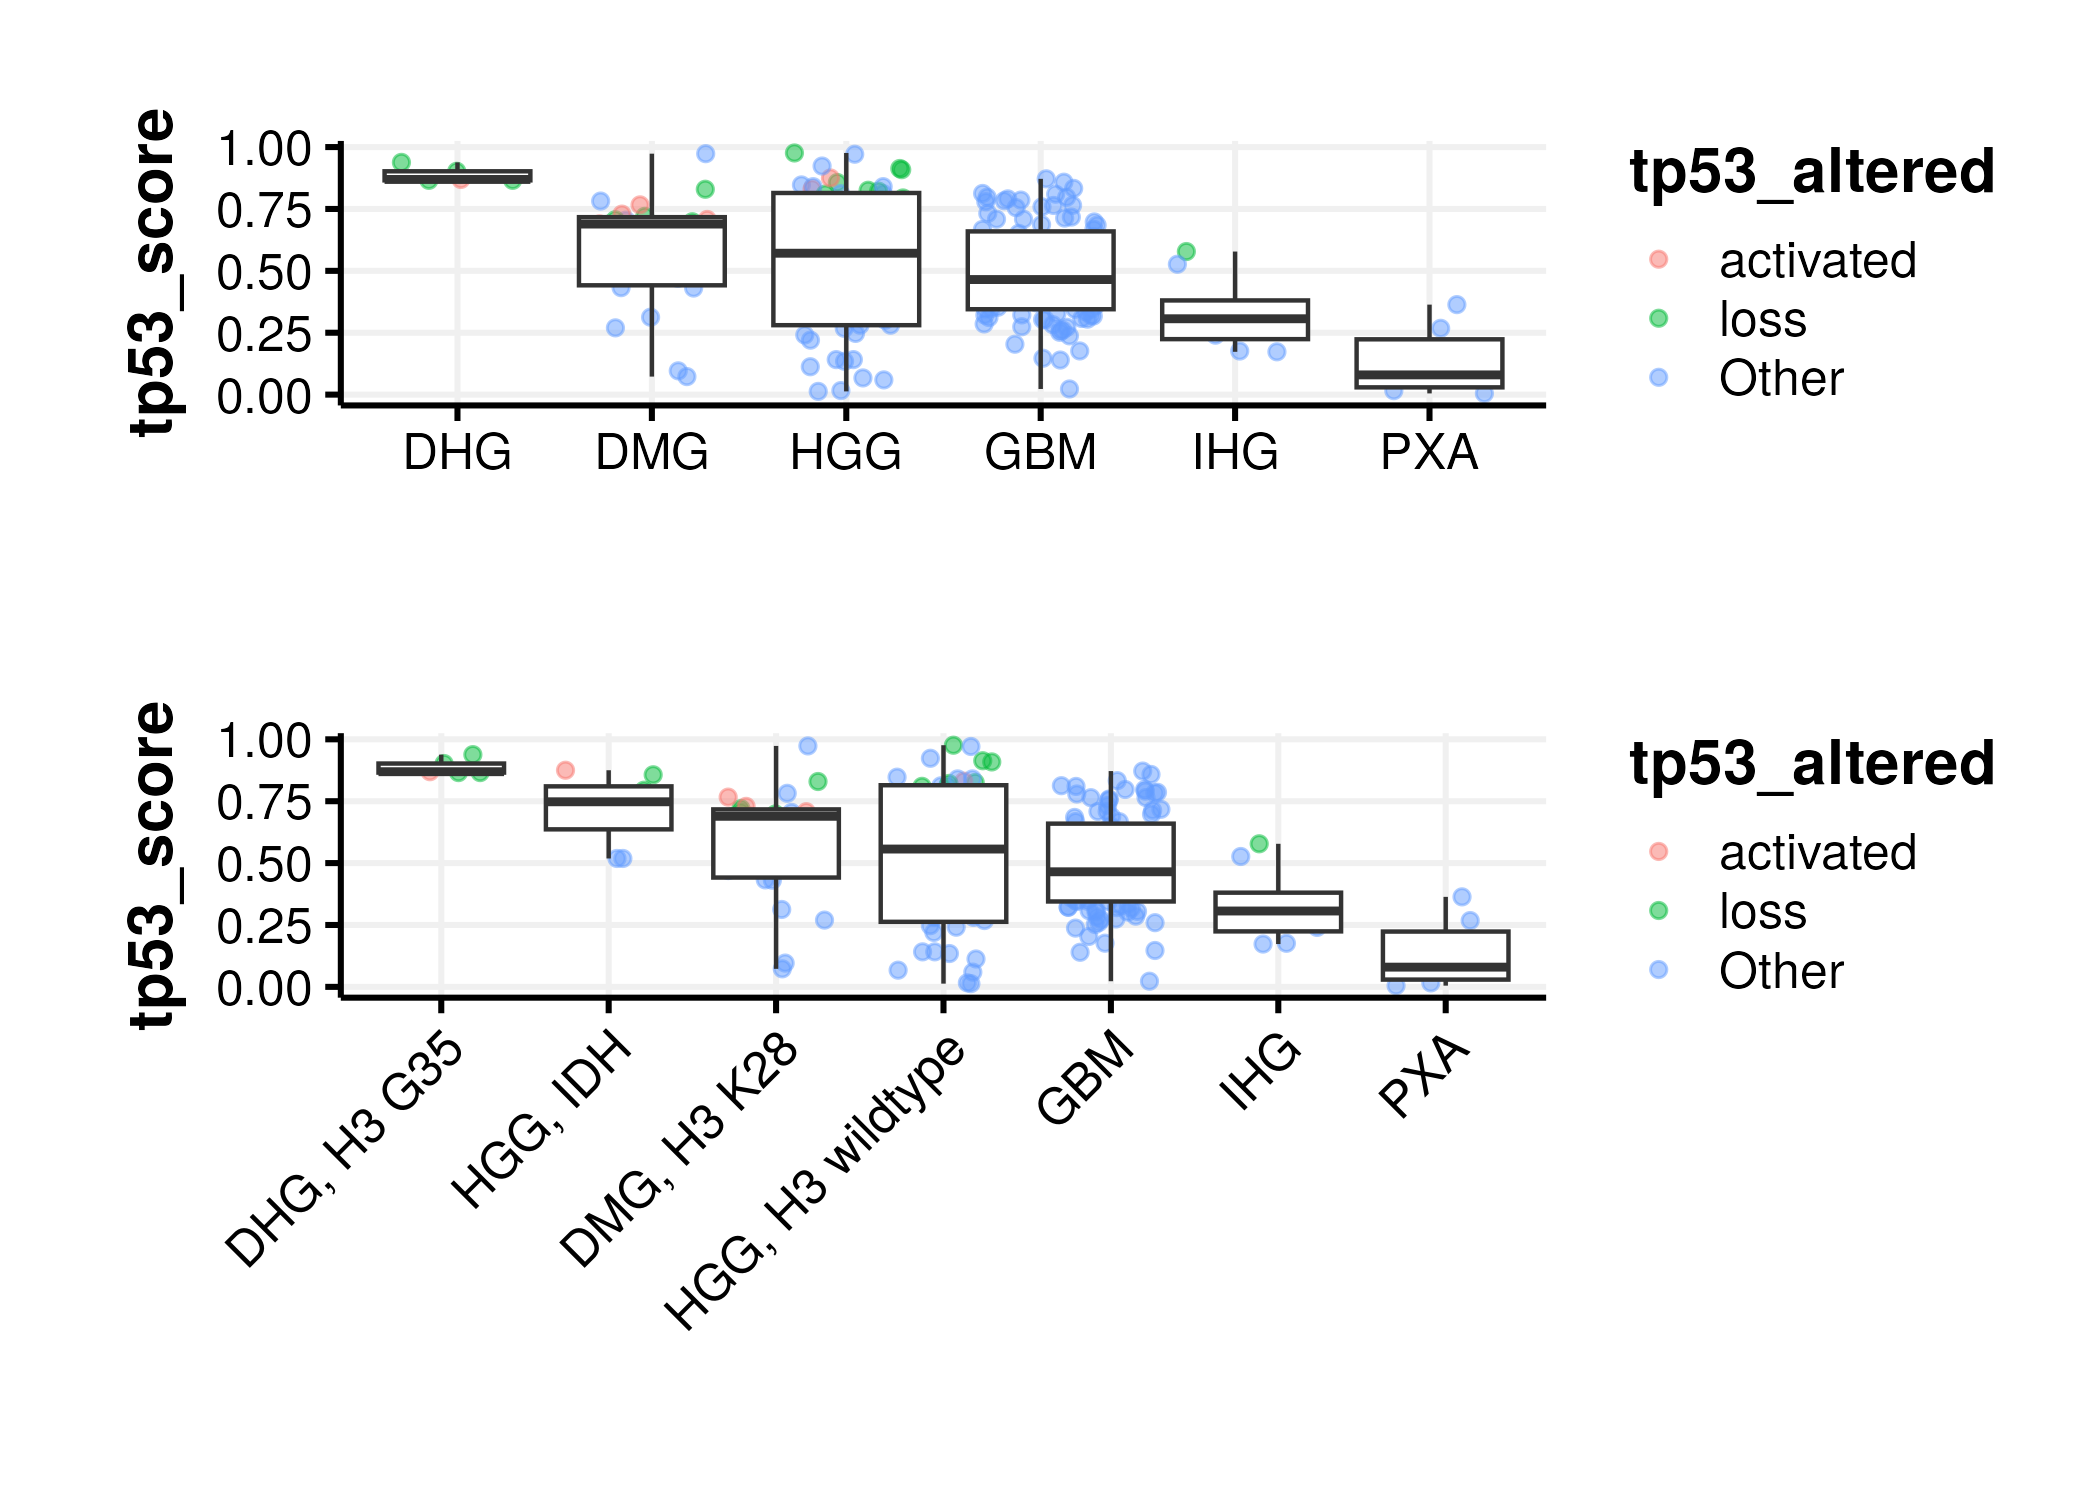 tp53_score
1.00
0.75
0.50
0.25
0.00
DHG DMG HGG GBM IHG PXA
tp53_altered
activated
loss
Other
tp53_score
1.00
0.75
0.50
0.25
0.00
DHG, H3 G35
HGG, IDH
DMG, H3 K28
HGG, H3 wildtype
GBM
IHG
PXA
tp53_altered
activated
loss
Other